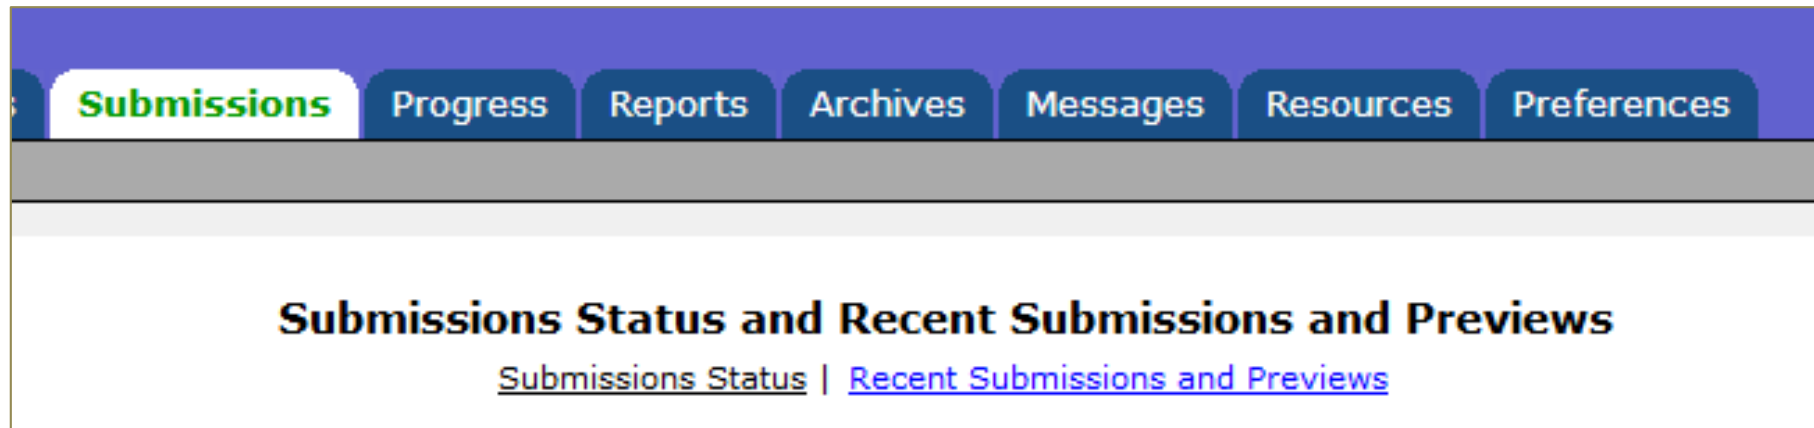 Submissions Progress Reports Archives Messages Resources Preferences
Submissions Status and Recent Submissions and Previews
Submissions Status | Recent Submissions and Previews